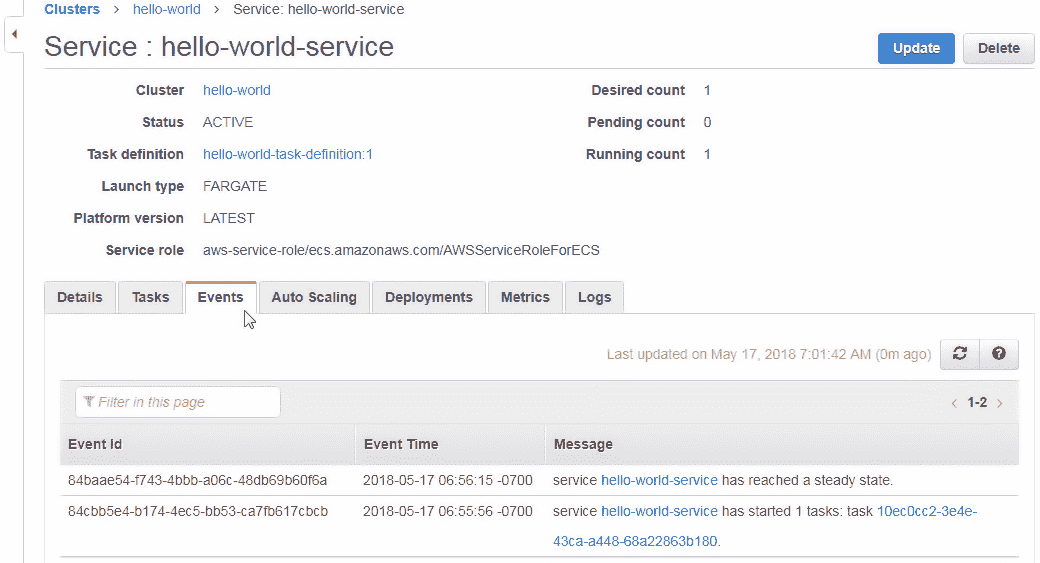 Clusters > hello-world > Service: hello-world-service
Service : hello-world-service
Update Delete
Cluster hello-world Desired count 1
Status ACTIVE Pending count 0
Task definition hello-world-task-definition:1 Running count 1
Launch type FARGATE
Platform version LATEST
Service role aws-service-role/ecs.amazonaws.com/AWSServiceRoleForECS
Details Tasks Events Auto Scaling Deployments Metrics Logs
Last updated on May 17, 2018 7:01:42 AM (0m ago)
Filter in this page < 1-2 >
Event Id Event Time Message
84baae54-f743-4bbb-a06c-48db69b60f6a 2018-05-17 06:56:15 -0700 service hello-world-service has reached a steady state.
84cbb5e4-b174-4ec5-bb53-ca7fb617cbcb 2018-05-17 06:55:56 -0700 service hello-world-service has started 1 tasks: task 10ec0cc2-3e4e-
43ca-a448-68a22863b180.